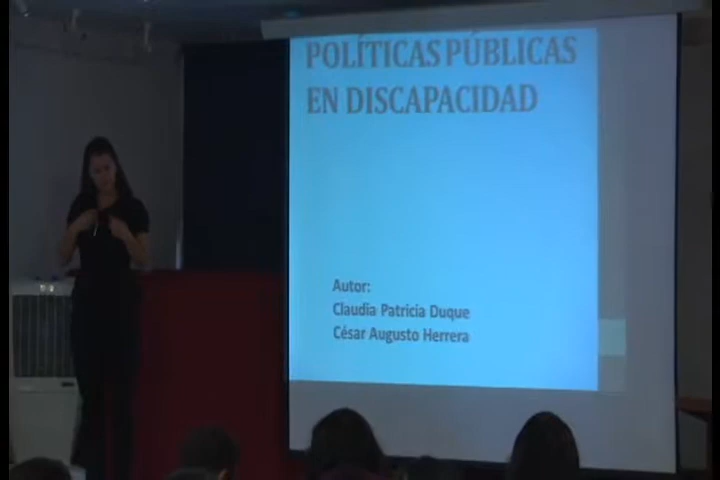 POLÍTICAS PÚBLICAS
EN DISCAPACIDAD
Autor:
Claudia Patricia Duque
César Augusto Herrera